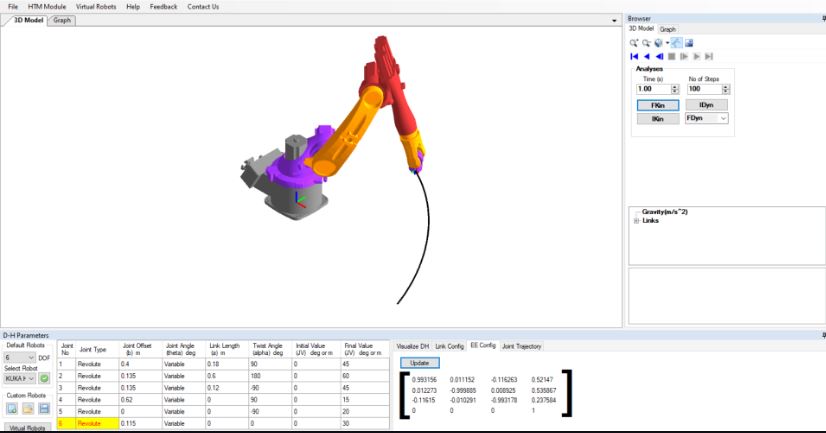 File HTM Module Virtual Robots Help Feedback Contact Us
3D Model Graph
Browser
3D Model Graph
Analyses
Time (s) No of Steps
1.00 100
FKin IDyn
IKin FDyn
Gravity(m/s^2)
Links
D-H Parameters
Default Robots
6 DOF
Select Robot
KUKA
Custom Robots
Virtual Robots
Joint No Joint Type Joint Offset (b) m Joint Angle (theta) deg Link Length (a) m Twist Angle (alpha) deg Initial Value (JV) deg or m Final Value (JV) deg or m
1 Revolute 0.4 Variable 0.18 90 0 45
2 Revolute 0.135 Variable 0.6 180 0 60
3 Revolute 0.135 Variable 0.12 -90 0 45
4 Revolute 0.62 Variable 0 90 0 15
5 Revolute 0 Variable 0 -90 0 20
6 Revolute 0.115 Variable 0 0 0 30
Visualize DH Link Config EE Config Joint Trajectory
Update
0.993156 0.011152 -0.116263 0.52147
0.012273 -0.999885 0.008925 0.535867
-0.11615 -0.010291 -0.993178 0.237584
0 0 0 1